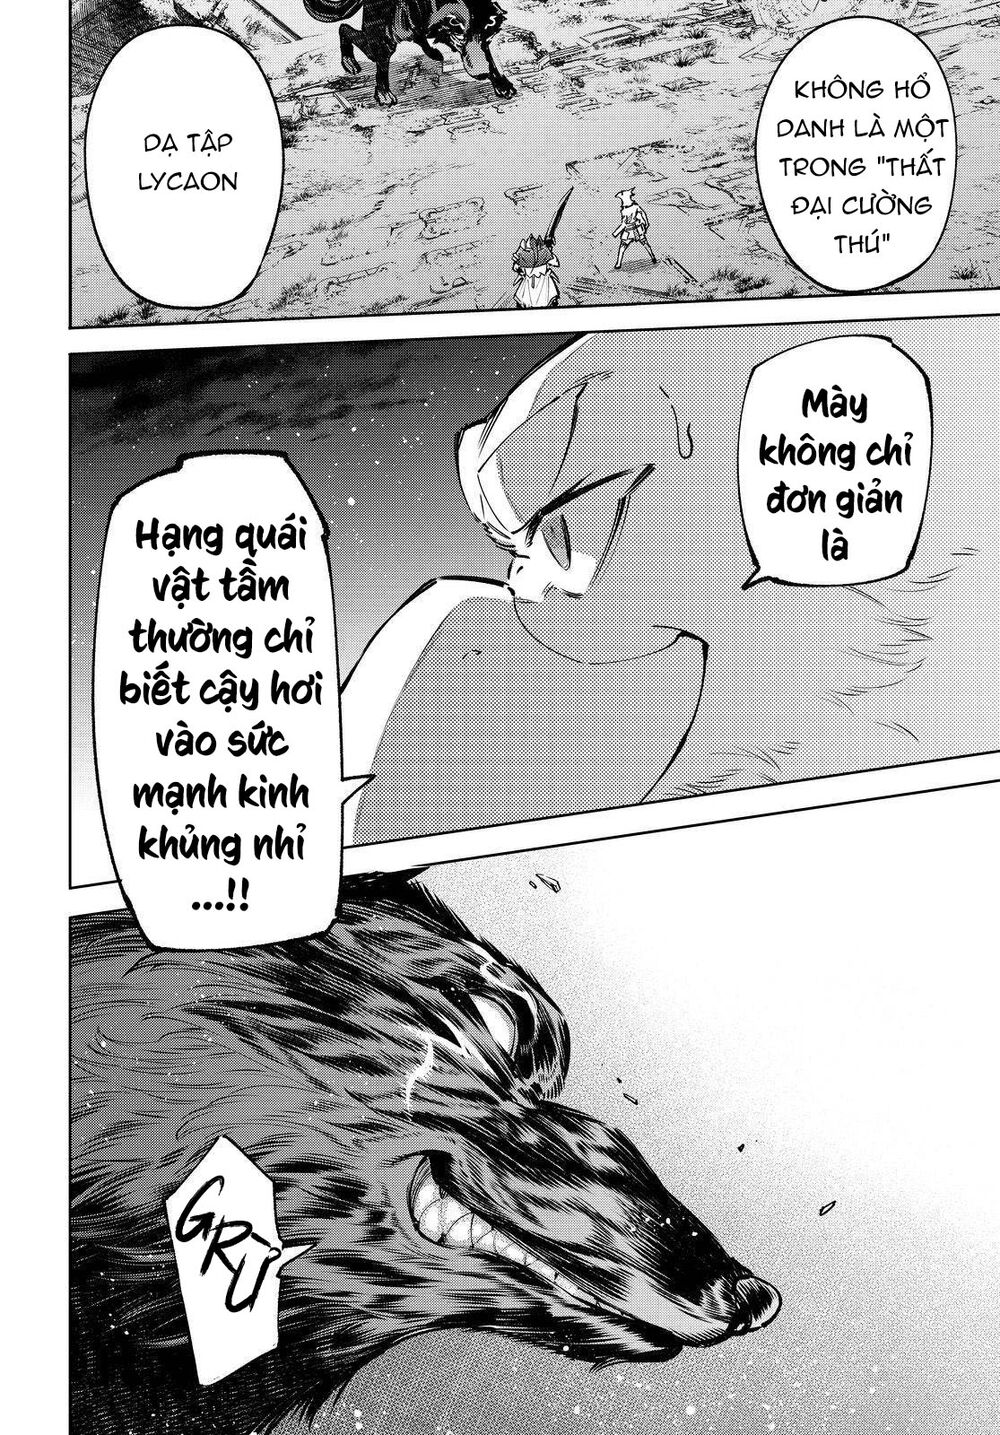 KHÔNG HỔ
DANH LÀ MỘT
TRONG "THẤT
ĐẠI CƯỜNG
THÚ"
DẠ TẬP
LYCAON
Mày
không chỉ
đơn giản
là
Hạng quái
vật tầm
thường chỉ
biết cậy hơi
vào sức
mạnh kinh
khủng nhỉ
...!!
GRỪ